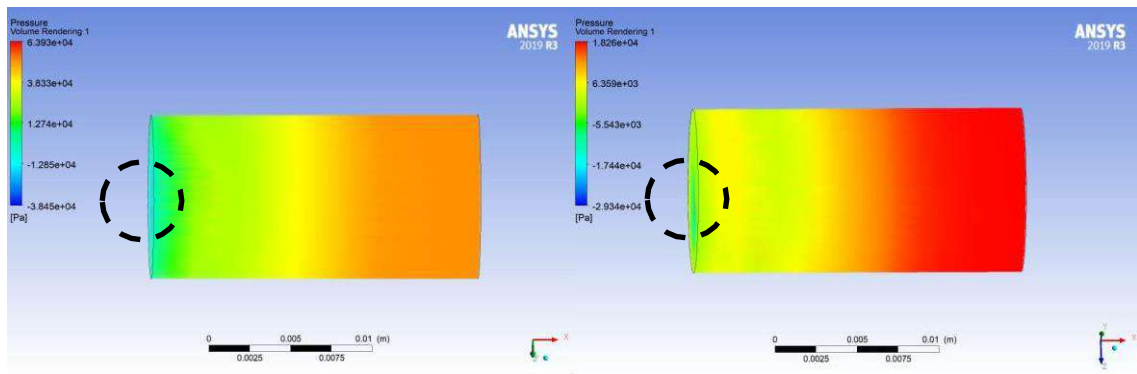 Pressure
Volume Rendering 1
6.393e+04
3.833e+04
1.274e+04
-1.285e+04
-3.845e+04
[Pa]
ANSYS
2019 R3
0 0.005 0.01 (m)
0.0025 0.0075
X
Pressure
Volume Rendering 1
1.826e+04
6.359e+03
-5.543e+03
-1.744e+04
-2.934e+04
[Pa]
ANSYS
2019 R3
0 0.005 0.01 (m)
0.0025 0.0075
Y